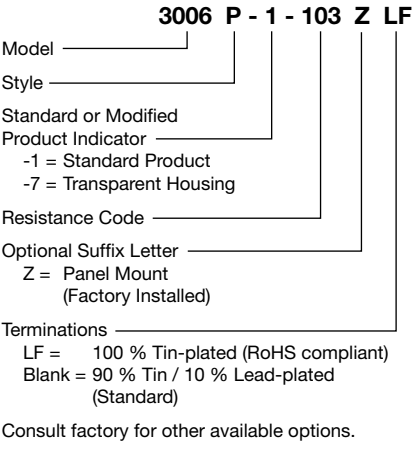 3006 P - 1 - 103 Z LF
Model
Style
Standard or Modified
Product Indicator
-1 = Standard Product
-7 = Transparent Housing
Resistance Code
Optional Suffix Letter
Z = Panel Mount
(Factory Installed)
Terminations
LF = 100 % Tin-plated (RoHS compliant)
Blank = 90 % Tin / 10 % Lead-plated
(Standard)
Consult factory for other available options.